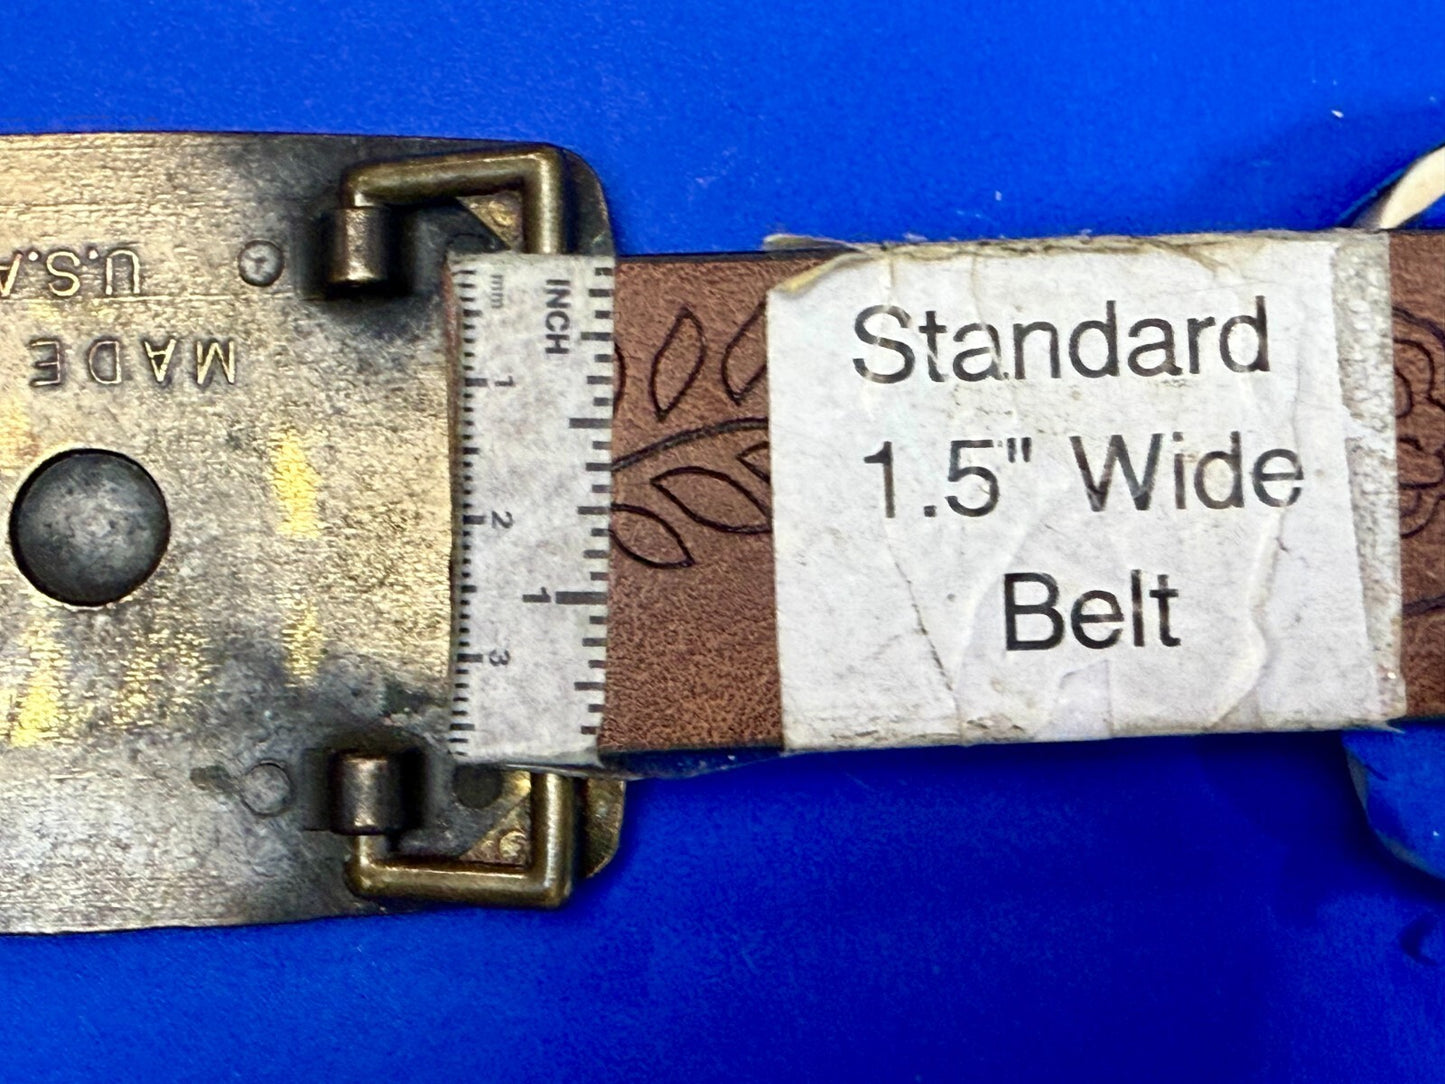 MADE
U.S.A
mm
1
2
3
INCH
1
Standard
1.5" Wide
Belt